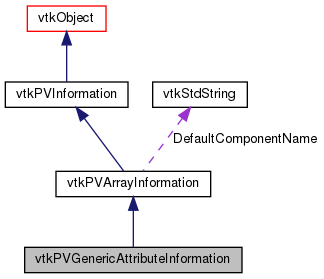 vtkObject
vtkPVInformation
vtkStdString
DefaultComponentName
vtkPVArrayInformation
vtkPVGenericAttributeInformation